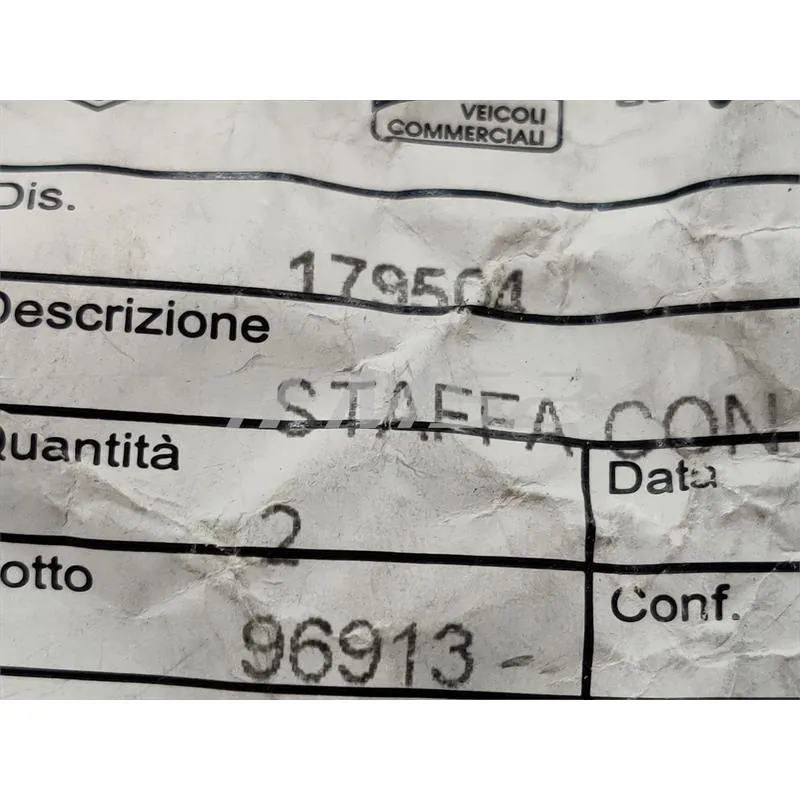 VEICOLI
COMMERCIALI
Dis.
179504
Descrizione
STAFFA CON
Quantità
2
Data
otto
96913-
Conf.